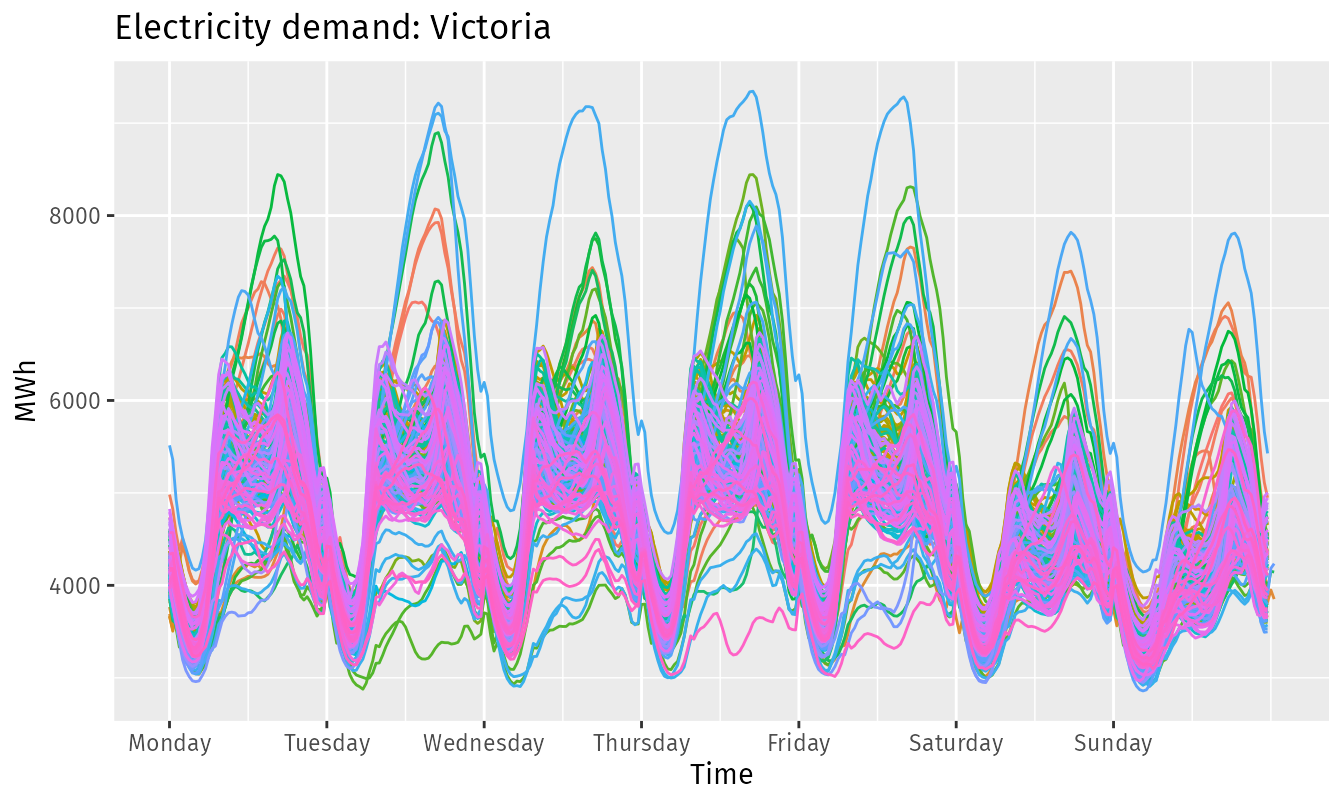 Electricity demand: Victoria
MWh
8000
6000
4000
Monday Tuesday Wednesday Thursday Friday Saturday Sunday
Time